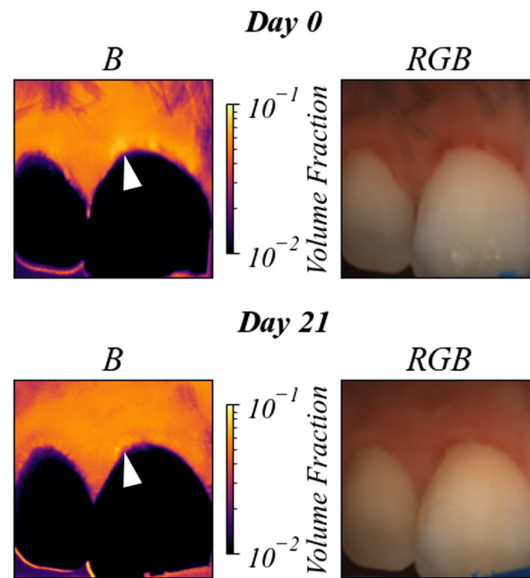 Day 0
B
RGB
10⁻¹
10⁻²
Volume Fraction
Day 21
B
RGB
10⁻¹
10⁻²
Volume Fraction